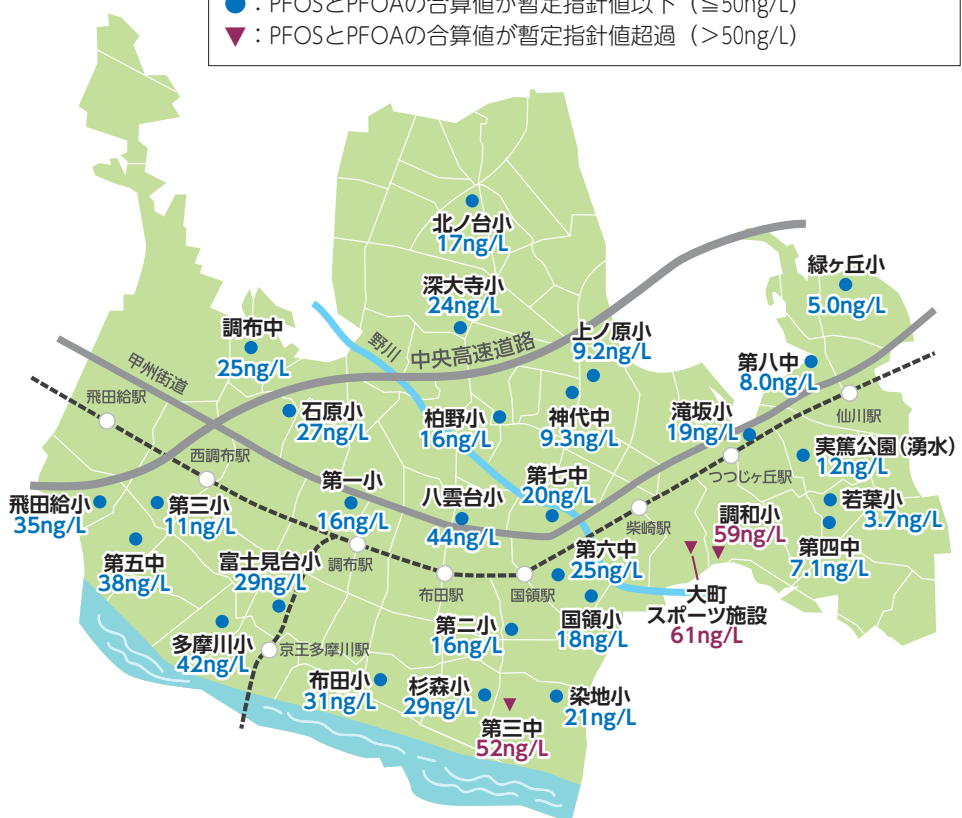 ●：PFOSとPFOAの合算値が暫定指針値以下（≦50ng/L）
▼：PFOSとPFOAの合算値が暫定指針値超過（＞50ng/L）
北ノ台小
17ng/L
深大寺小
24ng/L
緑ヶ丘小
5.0ng/L
調布中
25ng/L
野川
中央高速道路
上ノ原小
9.2ng/L
第八中
8.0ng/L
甲州街道
飛田給駅
石原小
27ng/L
柏野小
16ng/L
神代中
9.3ng/L
滝坂小
19ng/L
仙川駅
実篤公園（湧水）
12ng/L
西調布駅
つつじヶ丘駅
飛田給小
35ng/L
第三小
11ng/L
第一小
16ng/L
八雲台小
44ng/L
第七中
20ng/L
柴崎駅
調和小
59ng/L
若葉小
3.7ng/L
第四中
7.1ng/L
第五中
38ng/L
富士見台小
29ng/L
調布駅
布田駅
国領駅
第六中
25ng/L
大町
スポーツ施設
61ng/L
多摩川小
42ng/L
京王多摩川駅
第二小
16ng/L
国領小
18ng/L
布田小
31ng/L
杉森小
29ng/L
第三中
52ng/L
染地小
21ng/L